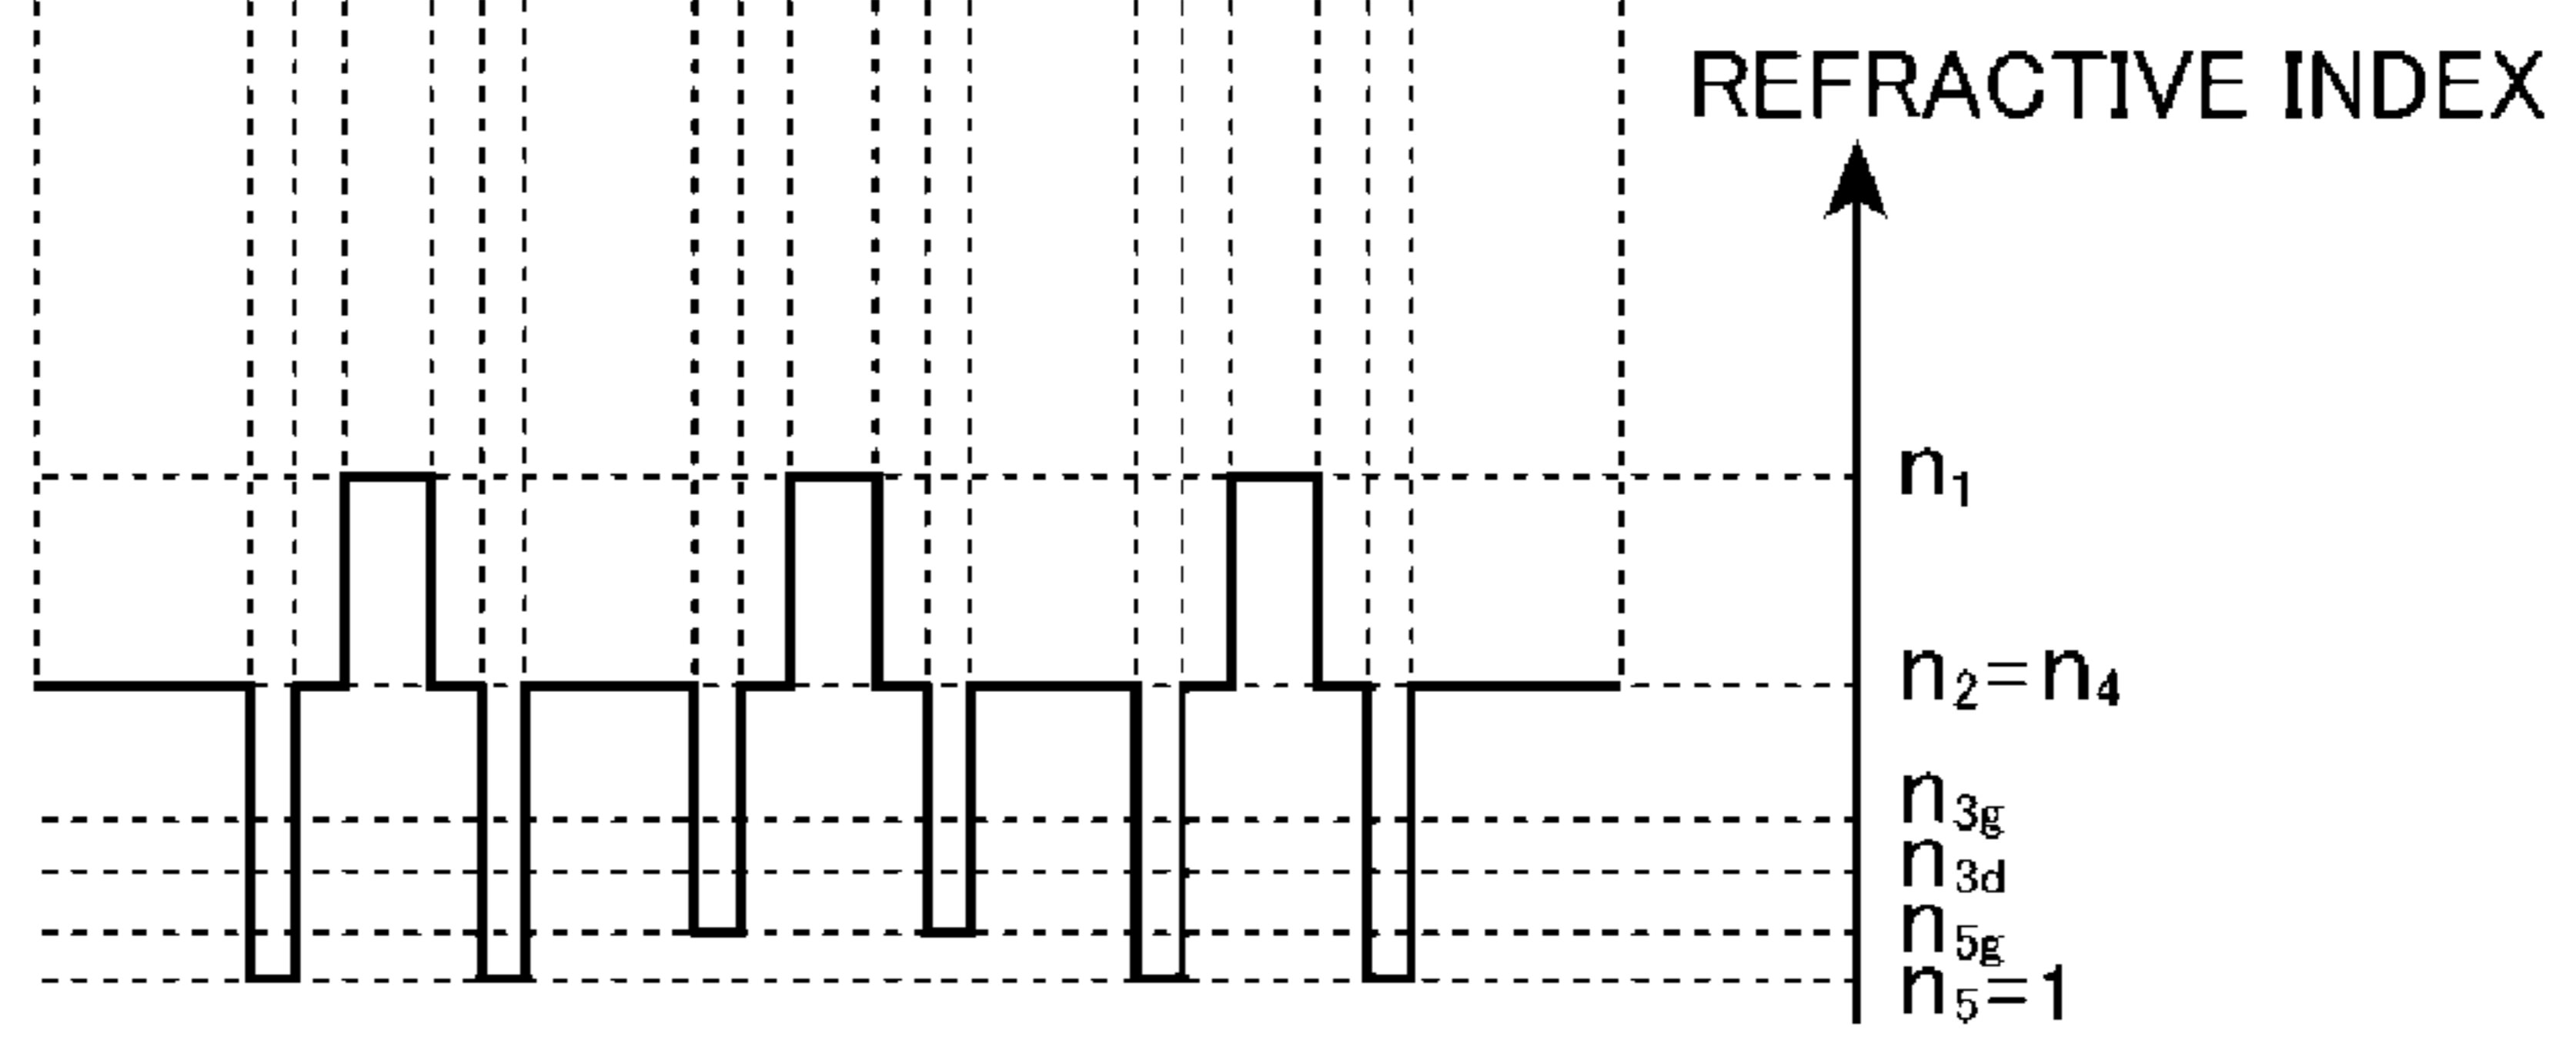 REFRACTIVE INDEX
n1
n2=n4
n3g
n3d
n5g
n5=1